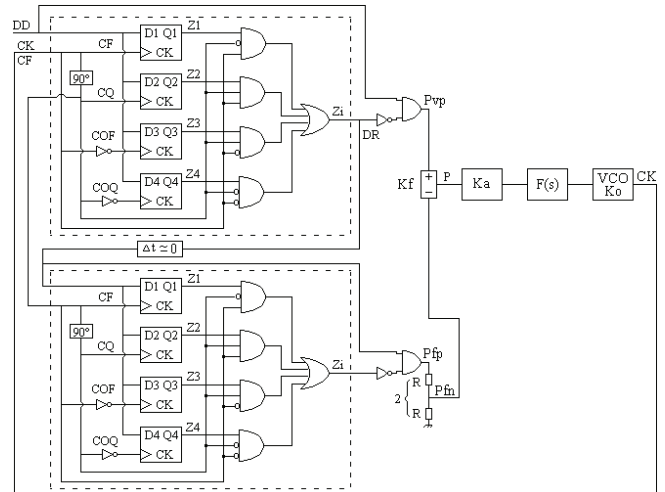 DD
CK
CF
CF
90°
CQ
COF
COQ
D1 Q1
CK
Z1
D2 Q2
CK
Z2
D3 Q3
CK
Z3
D4 Q4
CK
Z4
Zi
DR
Pvp
Kf
+
−
P
Ka
F(s)
VCO
Ko
CK
Δt ≃ 0
CF
90°
CQ
COF
COQ
D1 Q1
CK
Z1
D2 Q2
CK
Z2
D3 Q3
CK
Z3
D4 Q4
CK
Z4
Zi
Pfp
R
Pfn
2
R